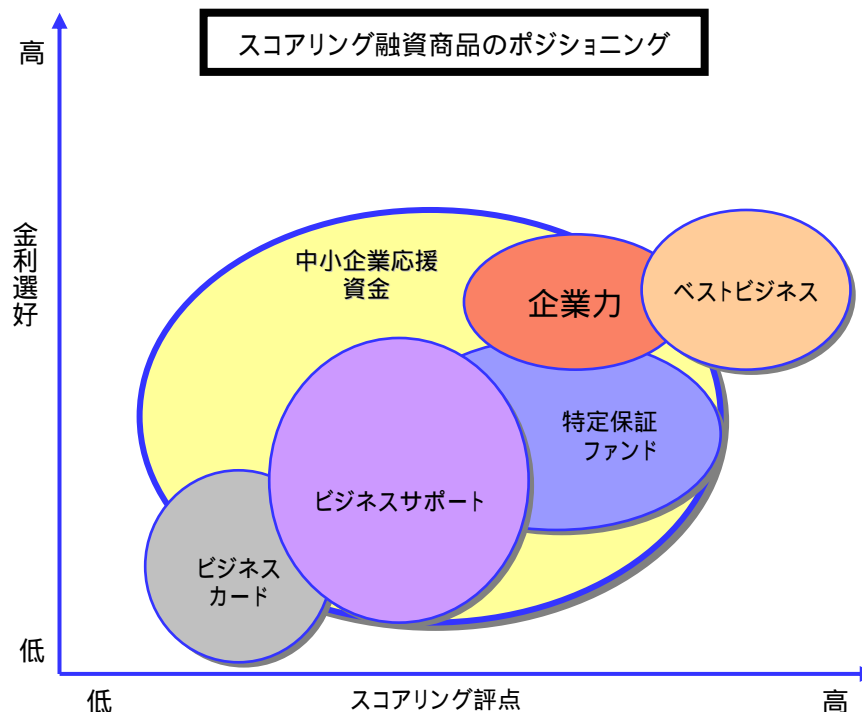 スコアリング融資商品のポジショニング
高
金利選好
中小企業応援
資金
企業力
ベストビジネス
特定保証
ファンド
ビジネスサポート
ビジネス
カード
低
低
スコアリング評点
高